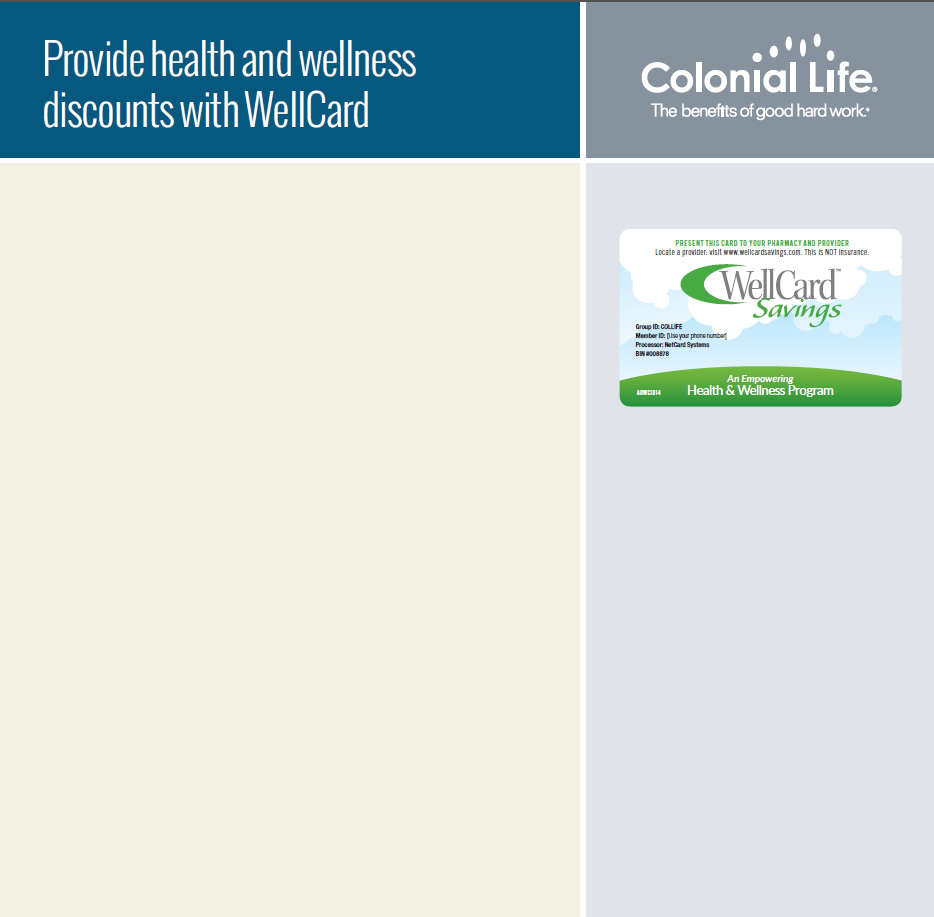 Provide health and wellness
discounts with WellCard
Colonial Life®
The benefits of good hard work.®
PRESENT THIS CARD TO YOUR PHARMACY AND PROVIDER
Locate a provider: visit www.wellcardsavings.com. This is NOT insurance.
WellCard™
Savings
Group ID: COLLIFE
Member ID: [Use your phone number]
Processor: NetCard Systems
BIN #008878
An Empowering
Health & Wellness Program